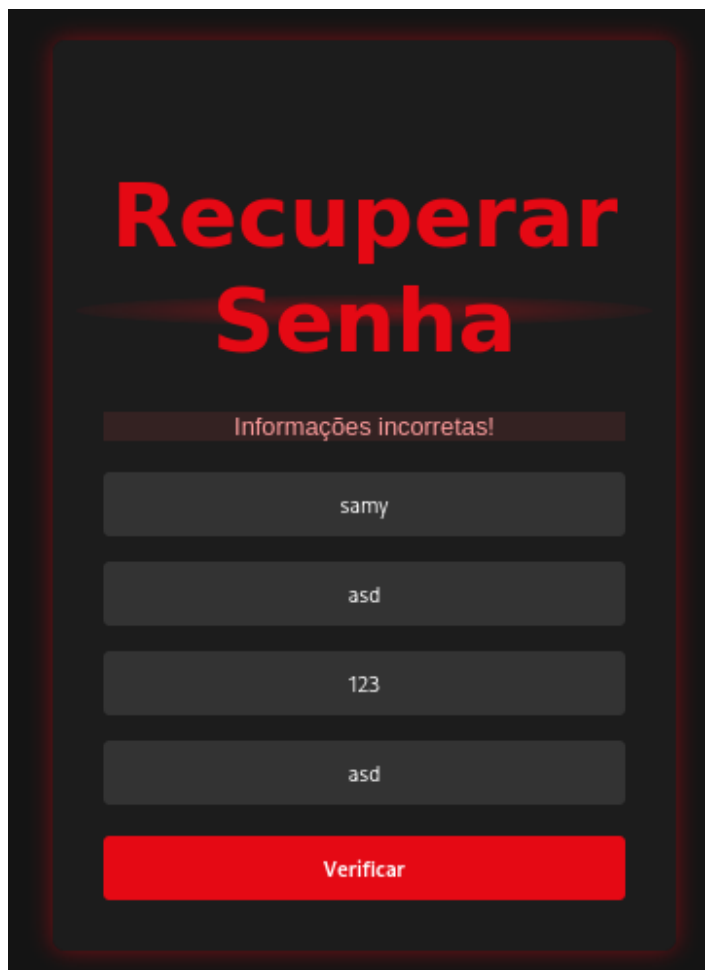 Recuperar
Senha
Informações incorretas!
samy
asd
123
asd
Verificar